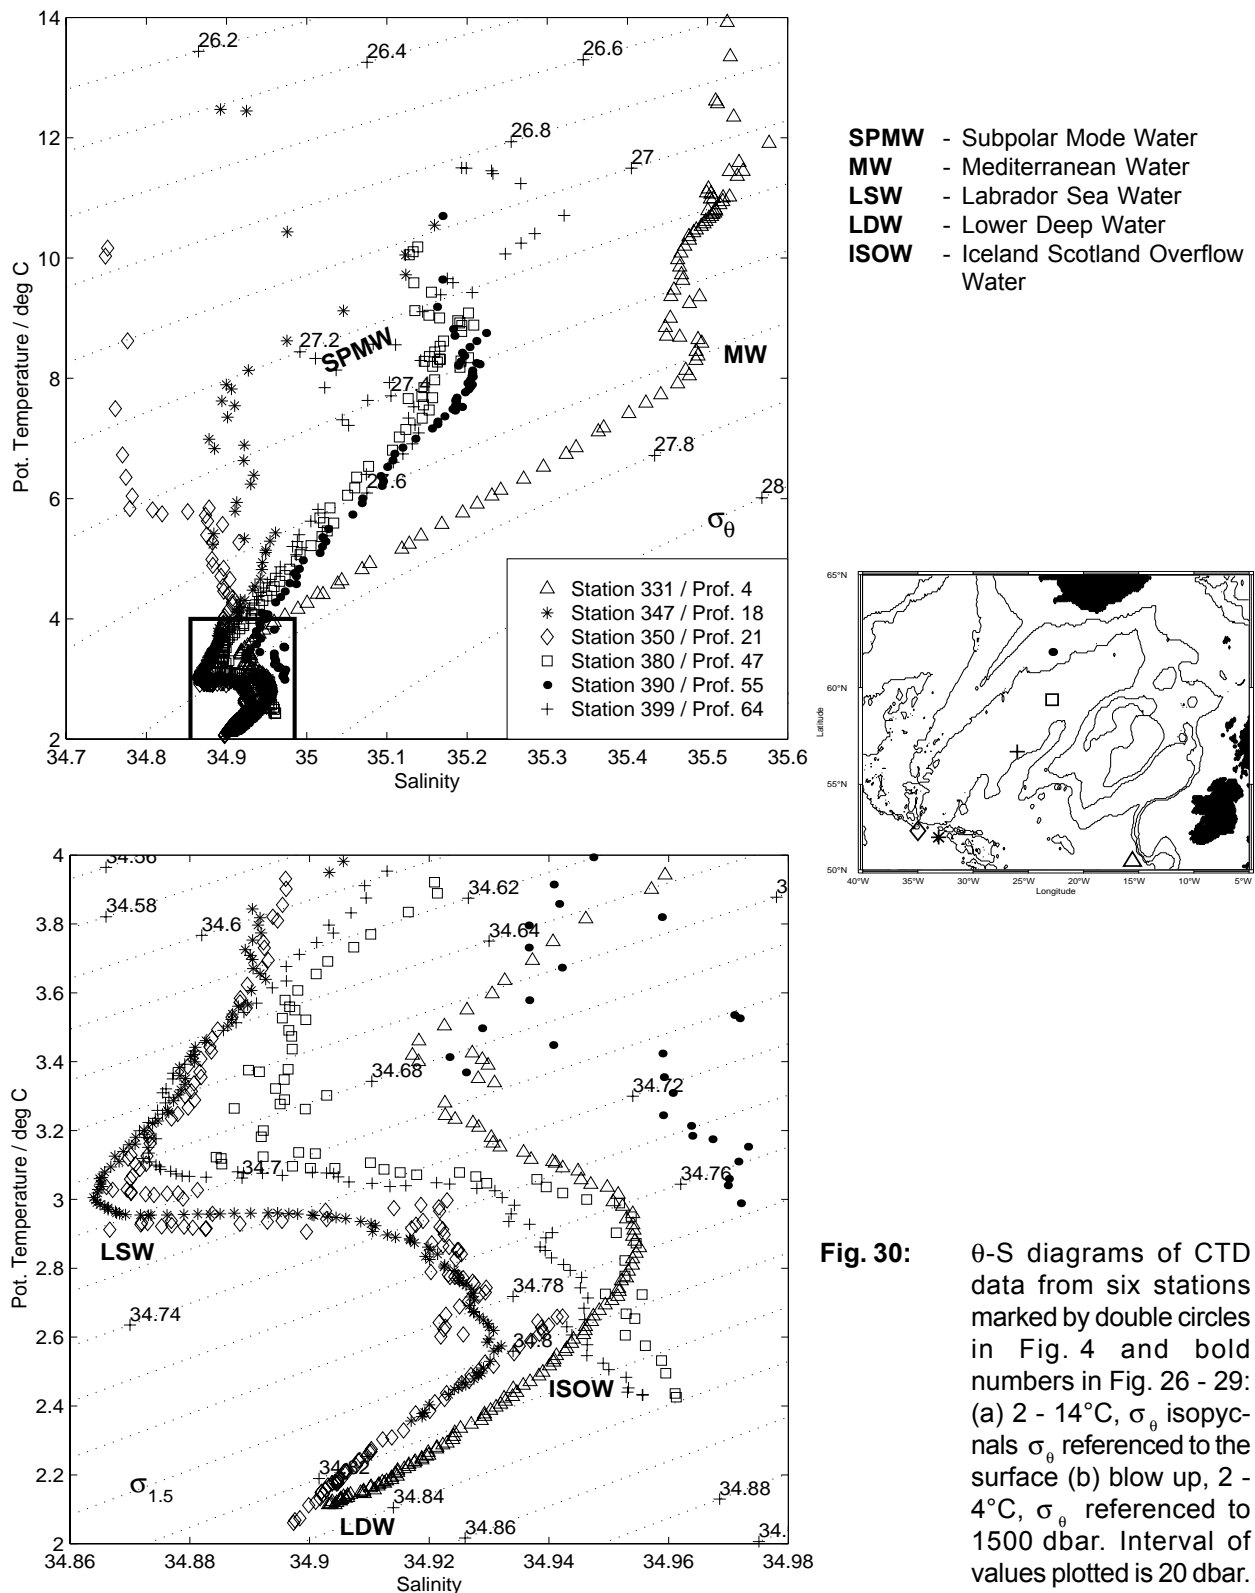 14
12
10
8
6
4
2
Pot. Temperature / deg C
34.7
34.8
34.9
35
35.1
35.2
35.3
35.4
35.5
35.6
Salinity
26.2
26.4
26.6
26.8
27
27.2
27.4
27.6
27.8
28
SPMW
MW
σθ
Station 331 / Prof. 4
Station 347 / Prof. 18
Station 350 / Prof. 21
Station 380 / Prof. 47
Station 390 / Prof. 55
Station 399 / Prof. 64
SPMW - Subpolar Mode Water
MW - Mediterranean Water
LSW - Labrador Sea Water
LDW - Lower Deep Water
ISOW - Iceland Scotland Overflow
Water
65°N
60°N
55°N
50°N
Latitude
40°W
35°W
30°W
25°W
20°W
15°W
10°W
5°W
Longitude
4
3.8
3.6
3.4
3.2
3
2.8
2.6
2.4
2.2
2
Pot. Temperature / deg C
34.86
34.88
34.9
34.92
34.94
34.96
34.98
Salinity
34.56
34.58
34.6
34.62
34.64
34.68
34.7
34.72
34.74
34.76
34.78
34.8
34.82
34.84
34.86
34.88
LSW
ISOW
LDW
σ1.5
Fig. 30: θ-S diagrams of CTD
data from six stations
marked by double circles
in Fig. 4 and bold
numbers in Fig. 26 - 29:
(a) 2 - 14°C, σθ isopyc-
nals σθ referenced to the
surface (b) blow up, 2 -
4°C, σθ referenced to
1500 dbar. Interval of
values plotted is 20 dbar.